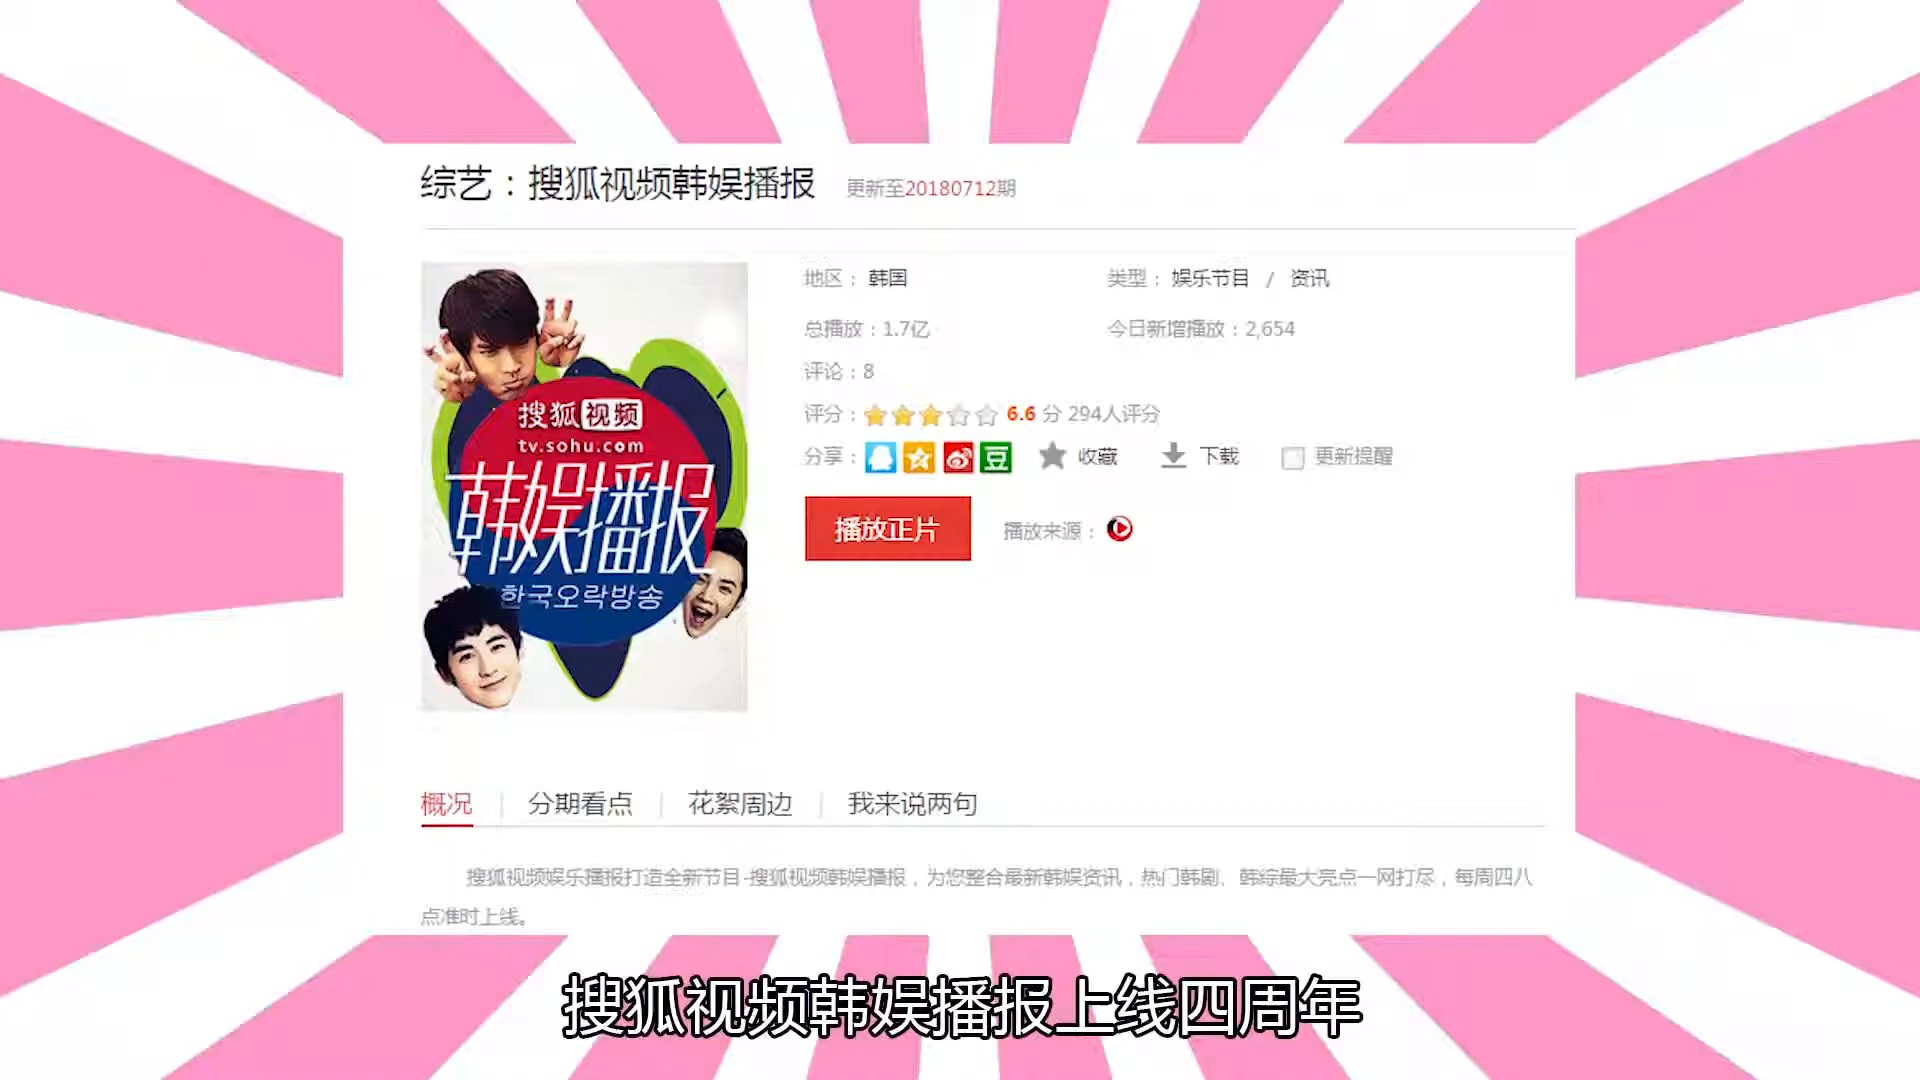 综艺：搜狐视频韩娱播报 更新至20180712期
搜狐视频
tv.sohu.com
韩娱播报
한국오락방송
地区： 韩国 类型： 娱乐节目 / 资讯
总播放：1.7亿 今日新增播放：2,654
评论：8
评分： 6.6 分 294人评分
分享： 豆 收藏 下载 更新提醒
播放正片 播放来源：
概况 分期看点 花絮周边 我来说两句
搜狐视频娱乐播报打造全新节目-搜狐视频韩娱播报，为您整合最新韩娱资讯，热门韩剧、韩综最大亮点一网打尽，每周四八
点准时上线。
搜狐视频韩娱播报上线四周年